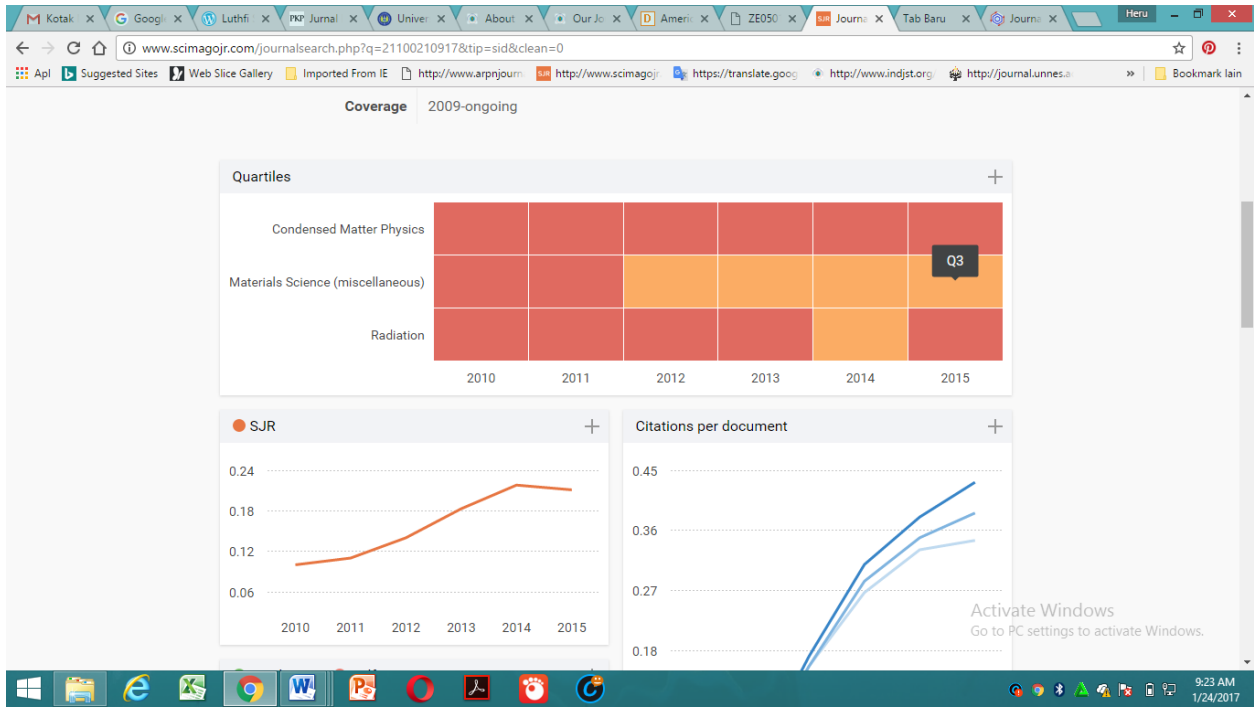 Kotak
Googl
Luthfi
PKP Jurnal
Univer
About
Our Jo
Americ
ZE050
SJR Journa
Tab Baru
Journa
Heru
www.scimagojr.com/journalsearch.php?q=21100210917&tip=sid&clean=0
Apl
Suggested Sites
Web Slice Gallery
Imported From IE
http://www.arpnjourn
http://www.scimagoj
https://translate.goog
http://www.indjst.org
http://journal.unnes.a
»
Bookmark lain
Coverage 2009-ongoing
Quartiles
Condensed Matter Physics
Q3
Materials Science (miscellaneous)
Radiation
2010 2011 2012 2013 2014 2015
SJR
0.24
0.18
0.12
0.06
2010 2011 2012 2013 2014 2015
Citations per document
0.45
0.36
0.27
0.18
Activate Windows
Go to PC settings to activate Windows.
9:23 AM
1/24/2017